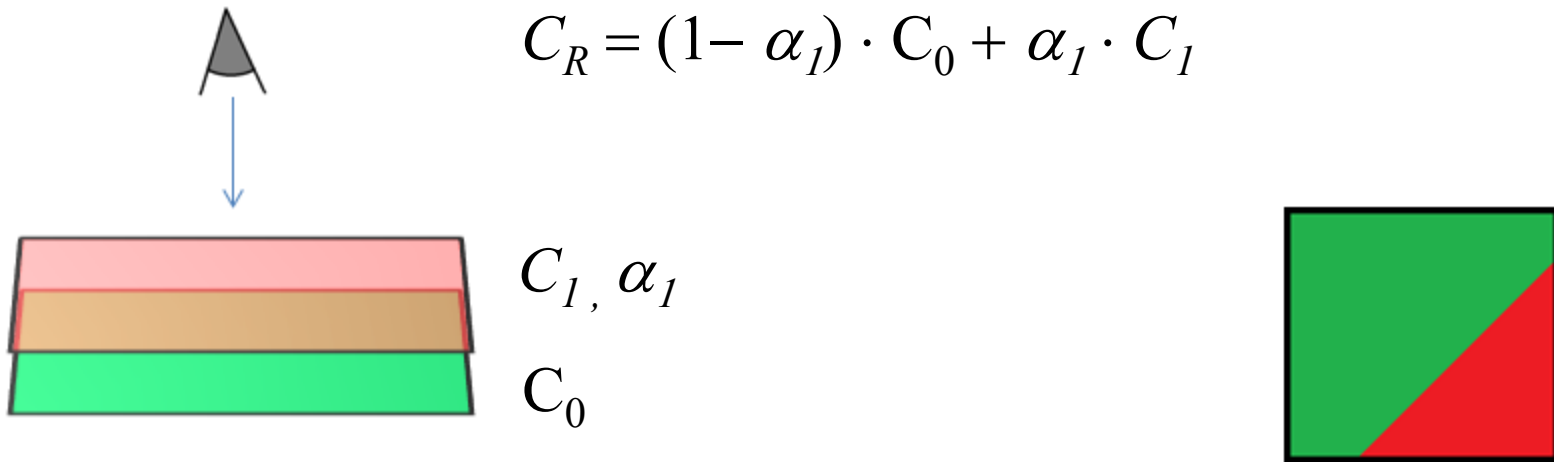 C_R = (1− α_1) · C_0 + α_1 · C_1
C_1 , α_1
C_0